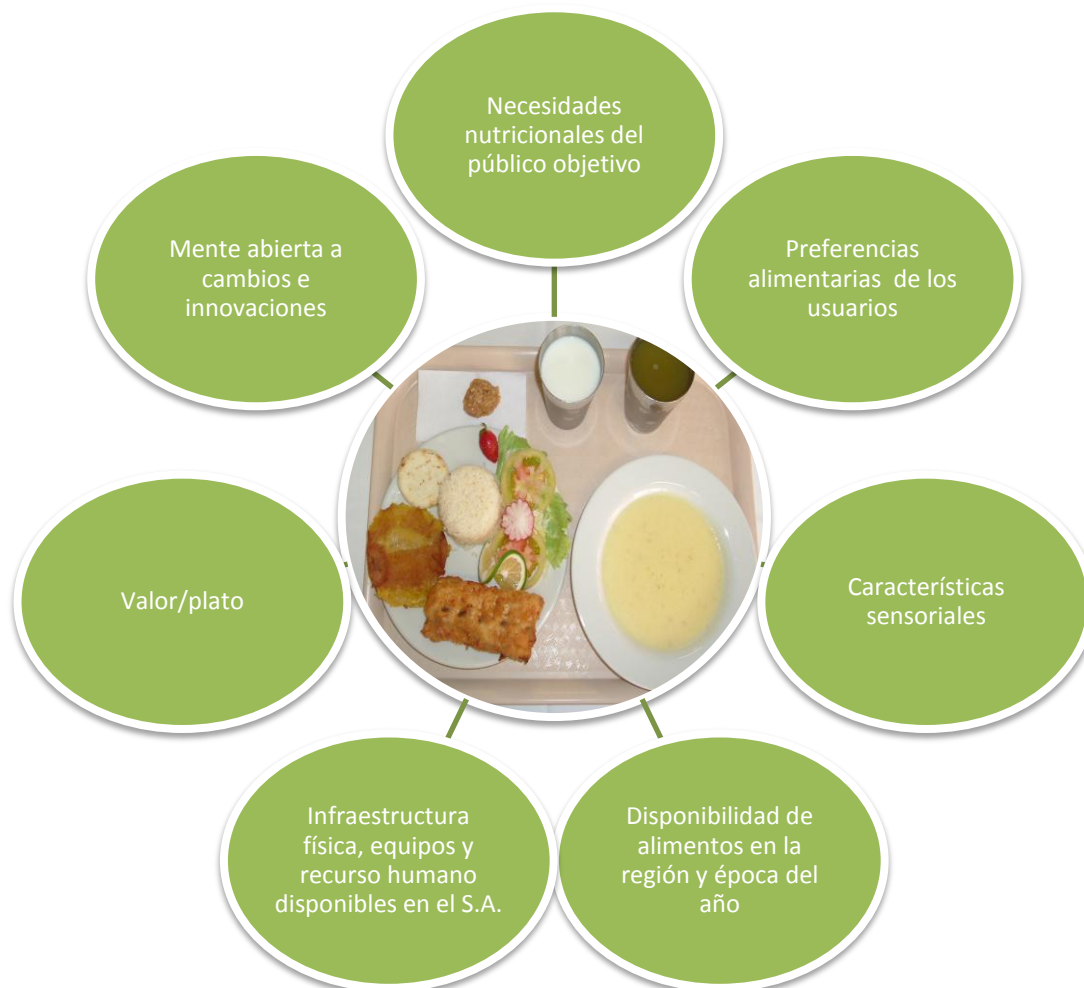 Necesidades
nutricionales del
público objetivo
Preferencias
alimentarias de los
usuarios
Características
sensoriales
Disponibilidad de
alimentos en la
región y época del
año
Infraestructura
física, equipos y
recurso humano
disponibles en el S.A.
Valor/plato
Mente abierta a
cambios e
innovaciones